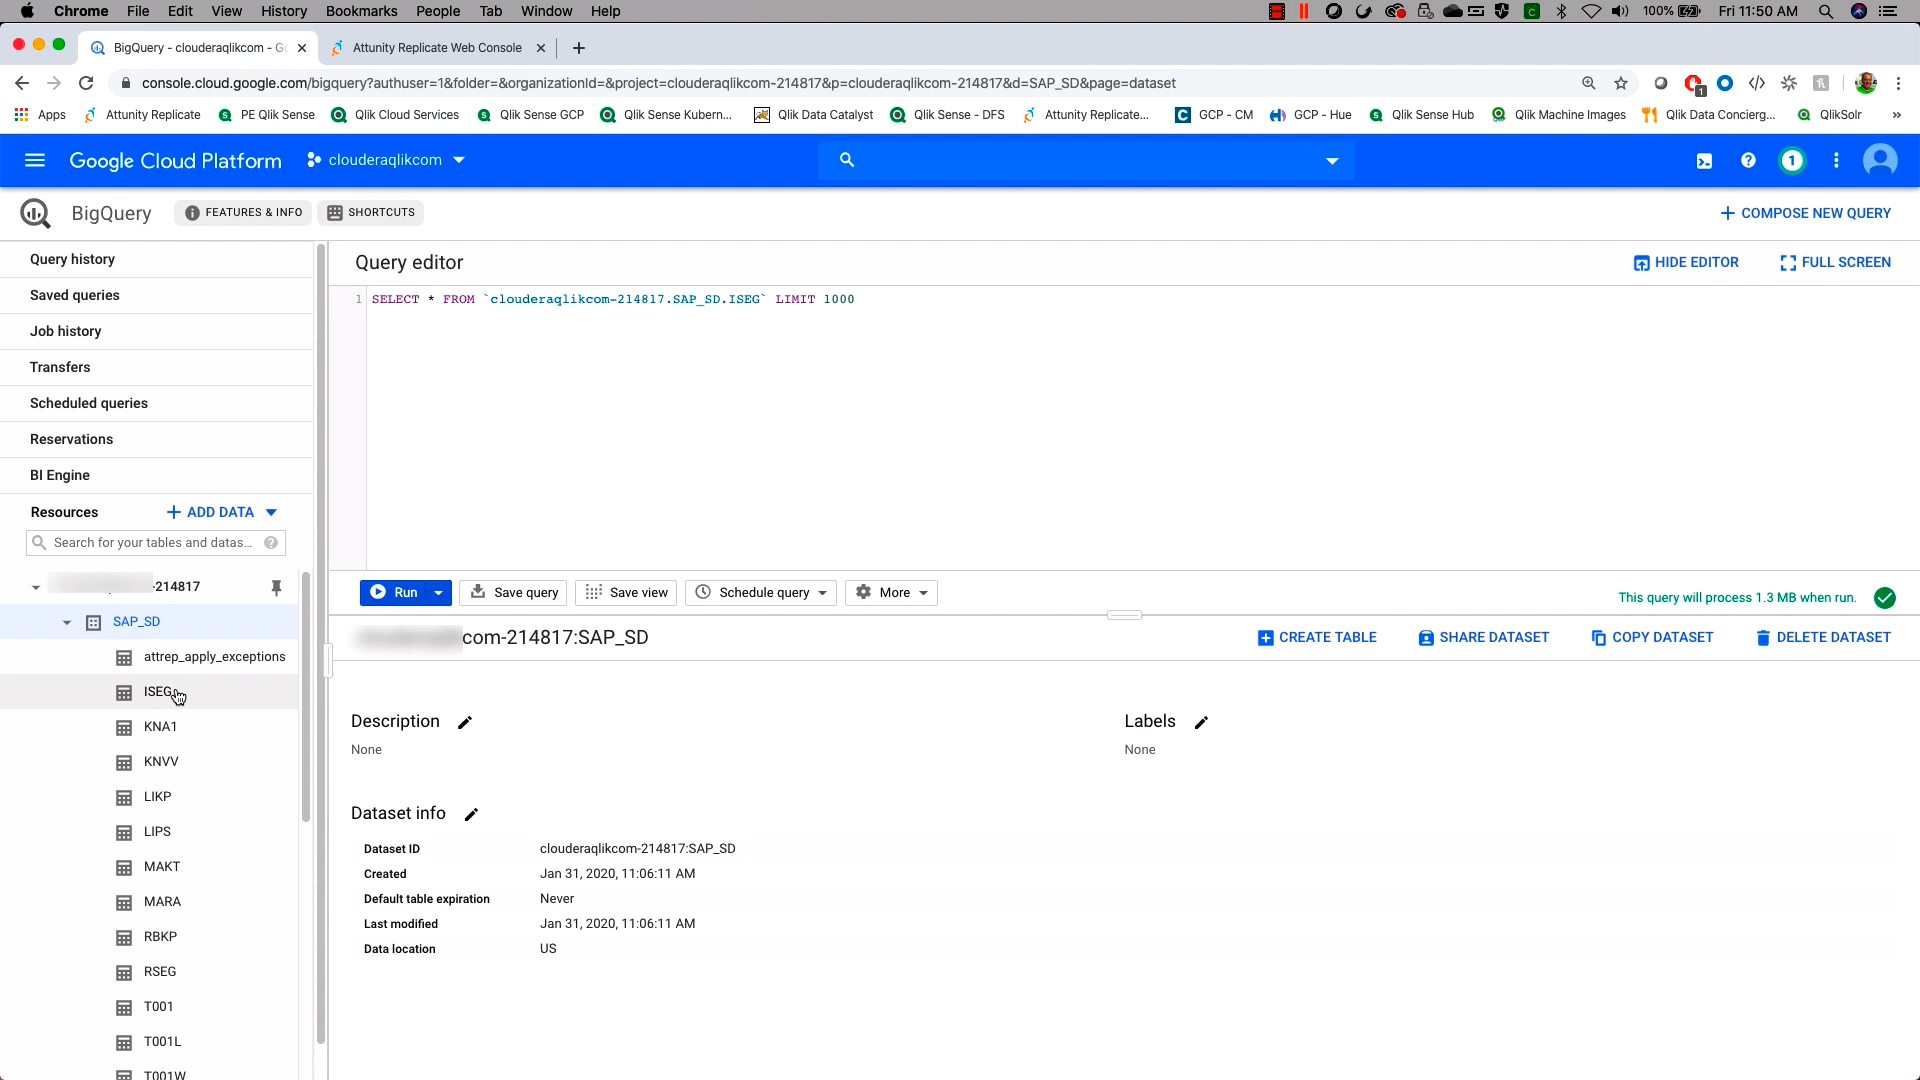 Chrome File Edit View History Bookmarks People Tab Window Help 100% Fri 11:50 AM
BigQuery - clouderaqlikcom - Go Attunity Replicate Web Console
console.cloud.google.com/bigquery?authuser=1&folder=&organizationId=&project=clouderaqlikcom-214817&p=clouderaqlikcom-214817&d=SAP_SD&page=dataset
1
Apps Attunity Replicate PE Qlik Sense Qlik Cloud Services Qlik Sense GCP Qlik Sense Kubern... Qlik Data Catalyst Qlik Sense - DFS Attunity Replicate... GCP - CM GCP - Hue Qlik Sense Hub Qlik Machine Images Qlik Data Concierg... QlikSolr »
Google Cloud Platform clouderaqlikcom ? 1
BigQuery FEATURES & INFO SHORTCUTS + COMPOSE NEW QUERY
Query history
Saved queries
Job history
Transfers
Scheduled queries
Reservations
BI Engine
Resources + ADD DATA
Search for your tables and datas... ?
-214817
SAP_SD
attrep_apply_exceptions
ISEG
KNA1
KNVV
LIKP
LIPS
MAKT
MARA
RBKP
RSEG
T001
T001L
T001W
Query editor HIDE EDITOR FULL SCREEN
1 SELECT * FROM `clouderaqlikcom-214817.SAP_SD.ISEG` LIMIT 1000
Run Save query Save view Schedule query More This query will process 1.3 MB when run.
com-214817:SAP_SD CREATE TABLE SHARE DATASET COPY DATASET DELETE DATASET
Description Labels
None None
Dataset info
Dataset ID clouderaqlikcom-214817:SAP_SD
Created Jan 31, 2020, 11:06:11 AM
Default table expiration Never
Last modified Jan 31, 2020, 11:06:11 AM
Data location US